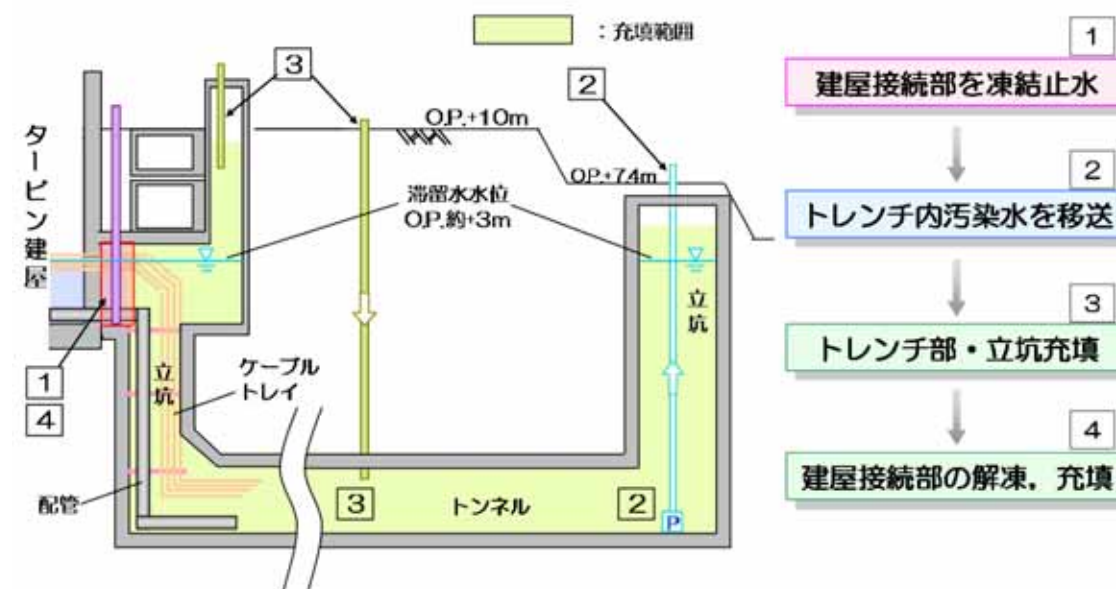 ：充填範囲
3
2
O.P.+10m
O.P.+7.4m
タービン建屋
滞留水水位
O.P.約+3m
立坑
立坑
1
4
ケーブル
トレイ
配管
3
トンネル
2
P
1
建屋接続部を凍結止水
2
トレンチ内汚染水を移送
3
トレンチ部・立坑充填
4
建屋接続部の解凍，充填